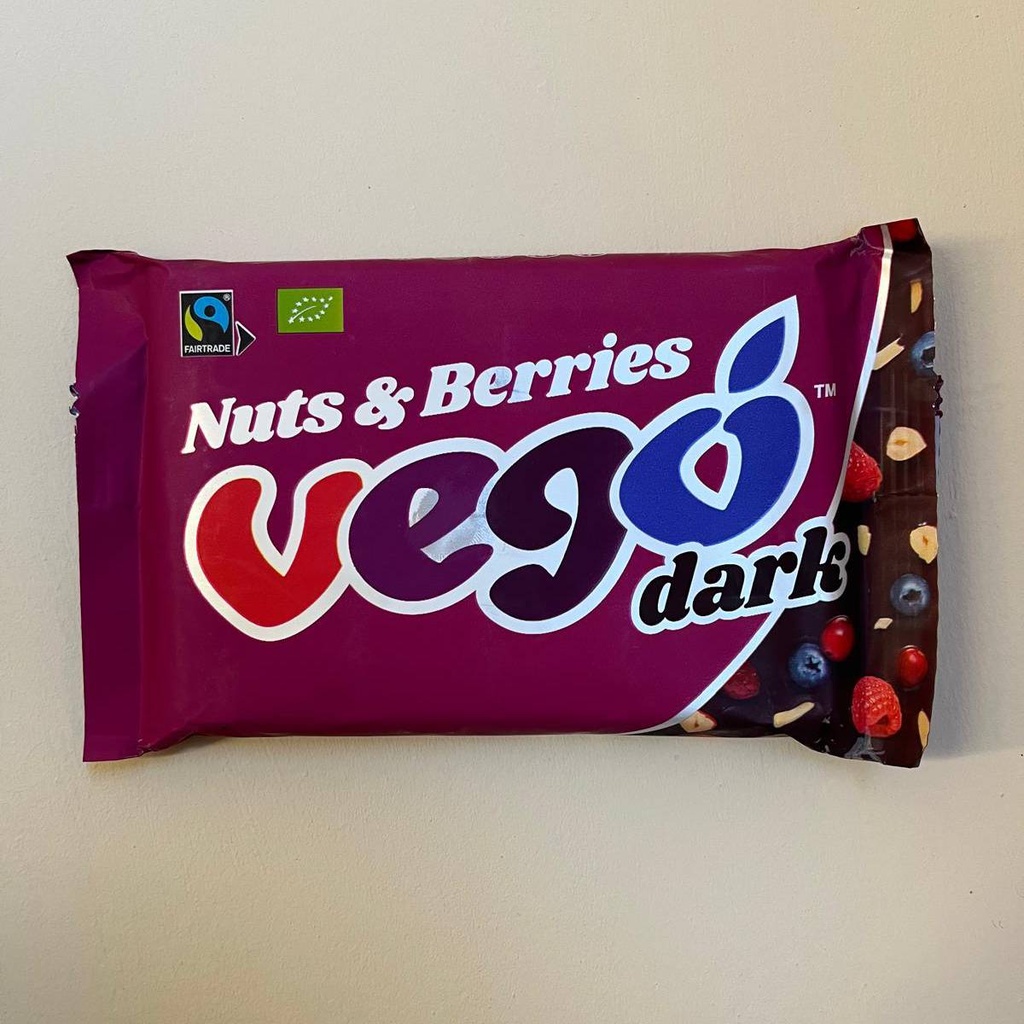 FAIRTRADE
®
Nuts & Berries
vego
TM
dark